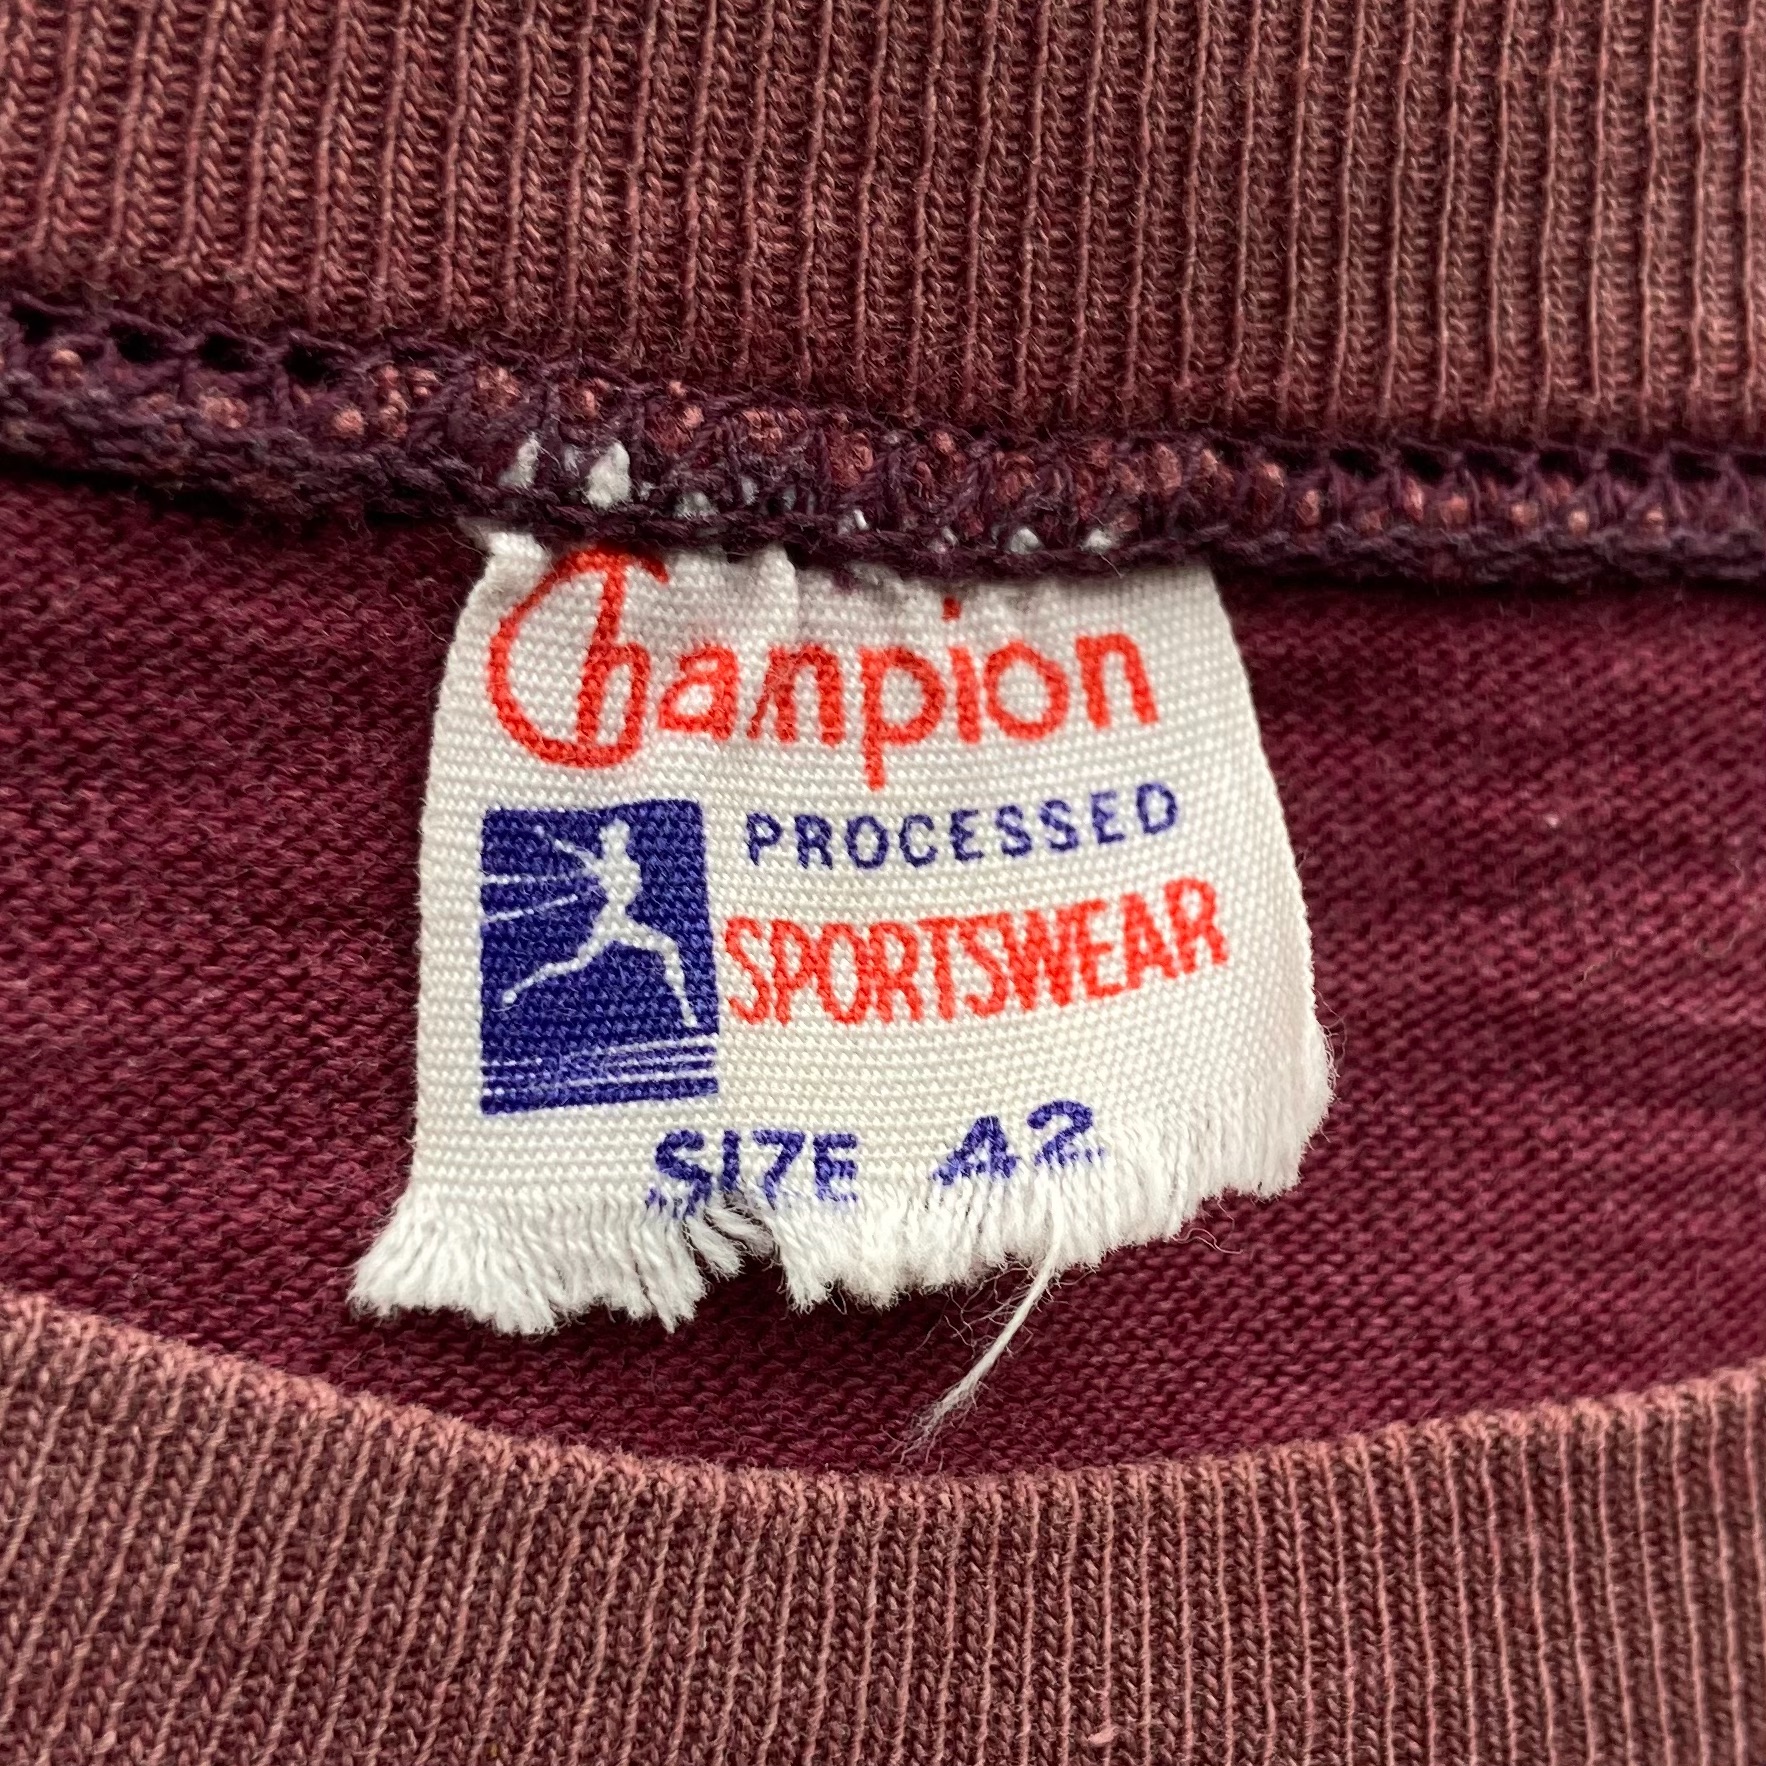 Champion
PROCESSED
SPORTSWEAR
SIZE 42